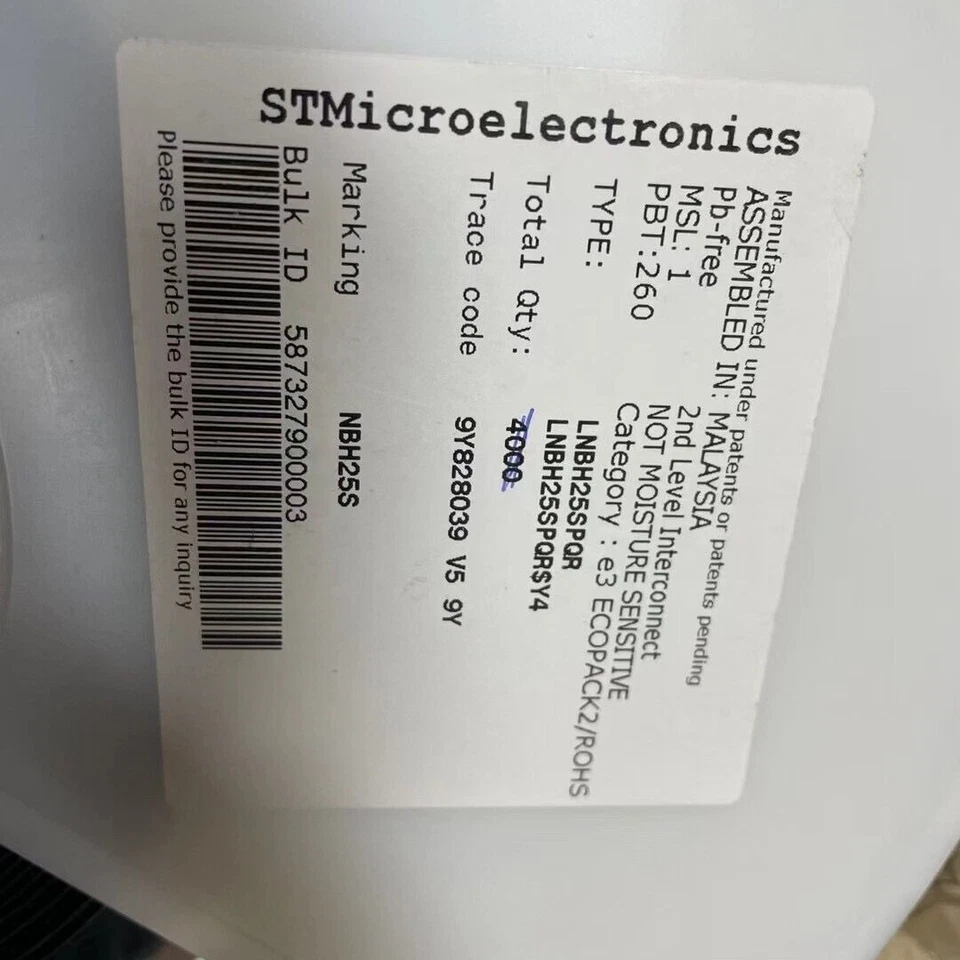 STMicroelectronics
Manufactured under patents or patents pending
ASSEMBLED IN: MALAYSIA
Pb-free 2nd Level Interconnect
MSL: 1 NOT MOISTURE SENSITIVE
PBT:260 Category : e3 ECOPACK2/ROHS
TYPE: LNBH25SPQR
LNBH25SPQR$Y4
Total Qty: 4000
Trace code 9Y828039 V5 9Y
Marking NBH25S
Bulk ID 587327900003
Please provide the bulk ID for any inquiry